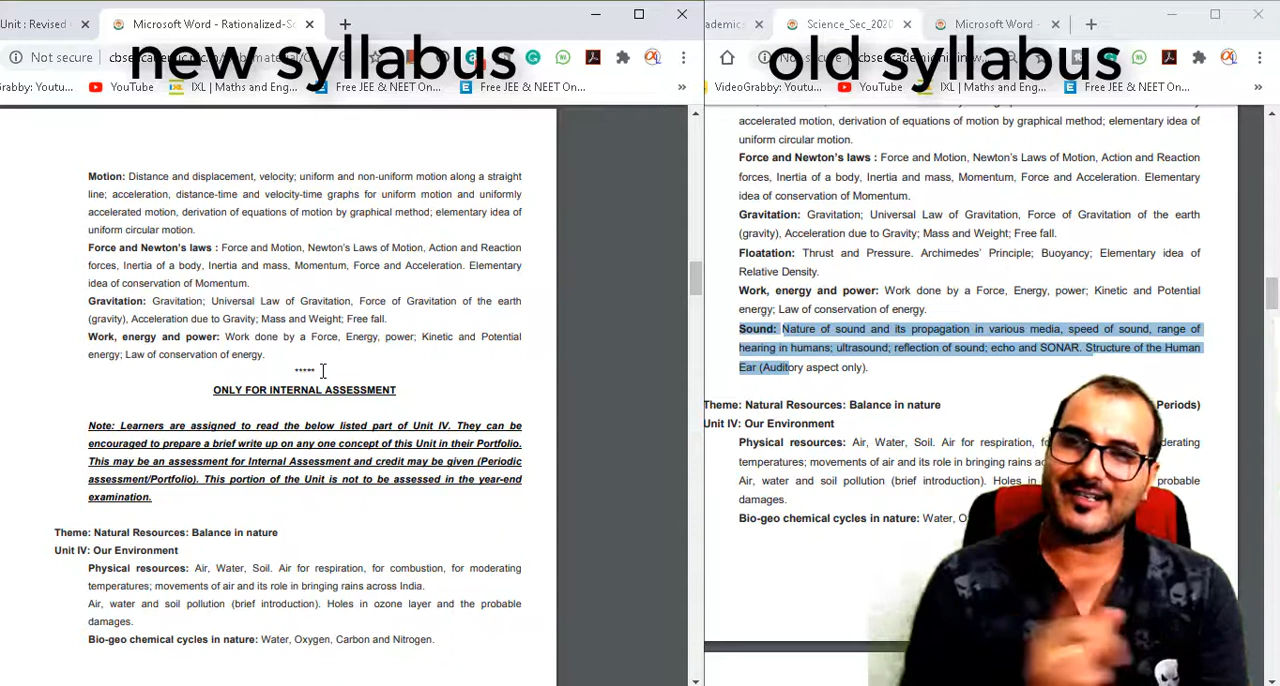 Unit : Revised
Microsoft Word - Rationalized-Sc
cademics
Science_Sec_2020
Microsoft Word -
Not secure
new syllabus
old syllabus
Grabby: Youtu...
YouTube
IXL | Maths and Eng...
Free JEE & NEET On...
Free JEE & NEET On...
»
VideoGrabby: Youtu...
YouTube
IXL | Maths and Eng...
Free JEE & NEET On...
»
Motion: Distance and displacement, velocity; uniform and non-uniform motion along a straight
line; acceleration, distance-time and velocity-time graphs for uniform motion and uniformly
accelerated motion, derivation of equations of motion by graphical method; elementary idea of
uniform circular motion.
Force and Newton's laws : Force and Motion, Newton's Laws of Motion, Action and Reaction
forces, Inertia of a body, Inertia and mass, Momentum, Force and Acceleration. Elementary
idea of conservation of Momentum.
Gravitation: Gravitation; Universal Law of Gravitation, Force of Gravitation of the earth
(gravity), Acceleration due to Gravity; Mass and Weight; Free fall.
Work, energy and power: Work done by a Force, Energy, power; Kinetic and Potential
energy; Law of conservation of energy.
*****
ONLY FOR INTERNAL ASSESSMENT
Note: Learners are assigned to read the below listed part of Unit IV. They can be
encouraged to prepare a brief write up on any one concept of this Unit in their Portfolio.
This may be an assessment for Internal Assessment and credit may be given (Periodic
assessment/Portfolio). This portion of the Unit is not to be assessed in the year-end
examination.
Theme: Natural Resources: Balance in nature
Unit IV: Our Environment
Physical resources: Air, Water, Soil. Air for respiration, for combustion, for moderating
temperatures; movements of air and its role in bringing rains across India.
Air, water and soil pollution (brief introduction). Holes in ozone layer and the probable
damages.
Bio-geo chemical cycles in nature: Water, Oxygen, Carbon and Nitrogen.
accelerated motion, derivation of equations of motion by graphical method; elementary idea of
uniform circular motion.
Force and Newton's laws : Force and Motion, Newton's Laws of Motion, Action and Reaction
forces, Inertia of a body, Inertia and mass, Momentum, Force and Acceleration. Elementary
idea of conservation of Momentum.
Gravitation: Gravitation; Universal Law of Gravitation, Force of Gravitation of the earth
(gravity), Acceleration due to Gravity; Mass and Weight; Free fall.
Floatation: Thrust and Pressure. Archimedes' Principle; Buoyancy; Elementary idea of
Relative Density.
Work, energy and power: Work done by a Force, Energy, power; Kinetic and Potential
energy; Law of conservation of energy.
Sound: Nature of sound and its propagation in various media, speed of sound, range of
hearing in humans; ultrasound; reflection of sound; echo and SONAR. Structure of the Human
Ear (Auditory aspect only).
Theme: Natural Resources: Balance in nature Periods)
Unit IV: Our Environment
Physical resources: Air, Water, Soil. Air for respiration, moderating
temperatures; movements of air and its role in bringing rains
Air, water and soil pollution (brief introduction). Holes in probable
damages.
Bio-geo chemical cycles in nature: Water,